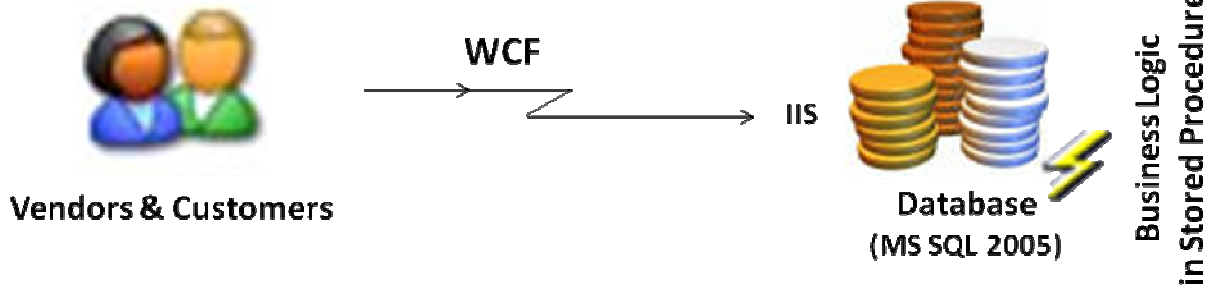 WCF
IIS
Vendors & Customers
Database
(MS SQL 2005)
Business Logic
in Stored Procedure